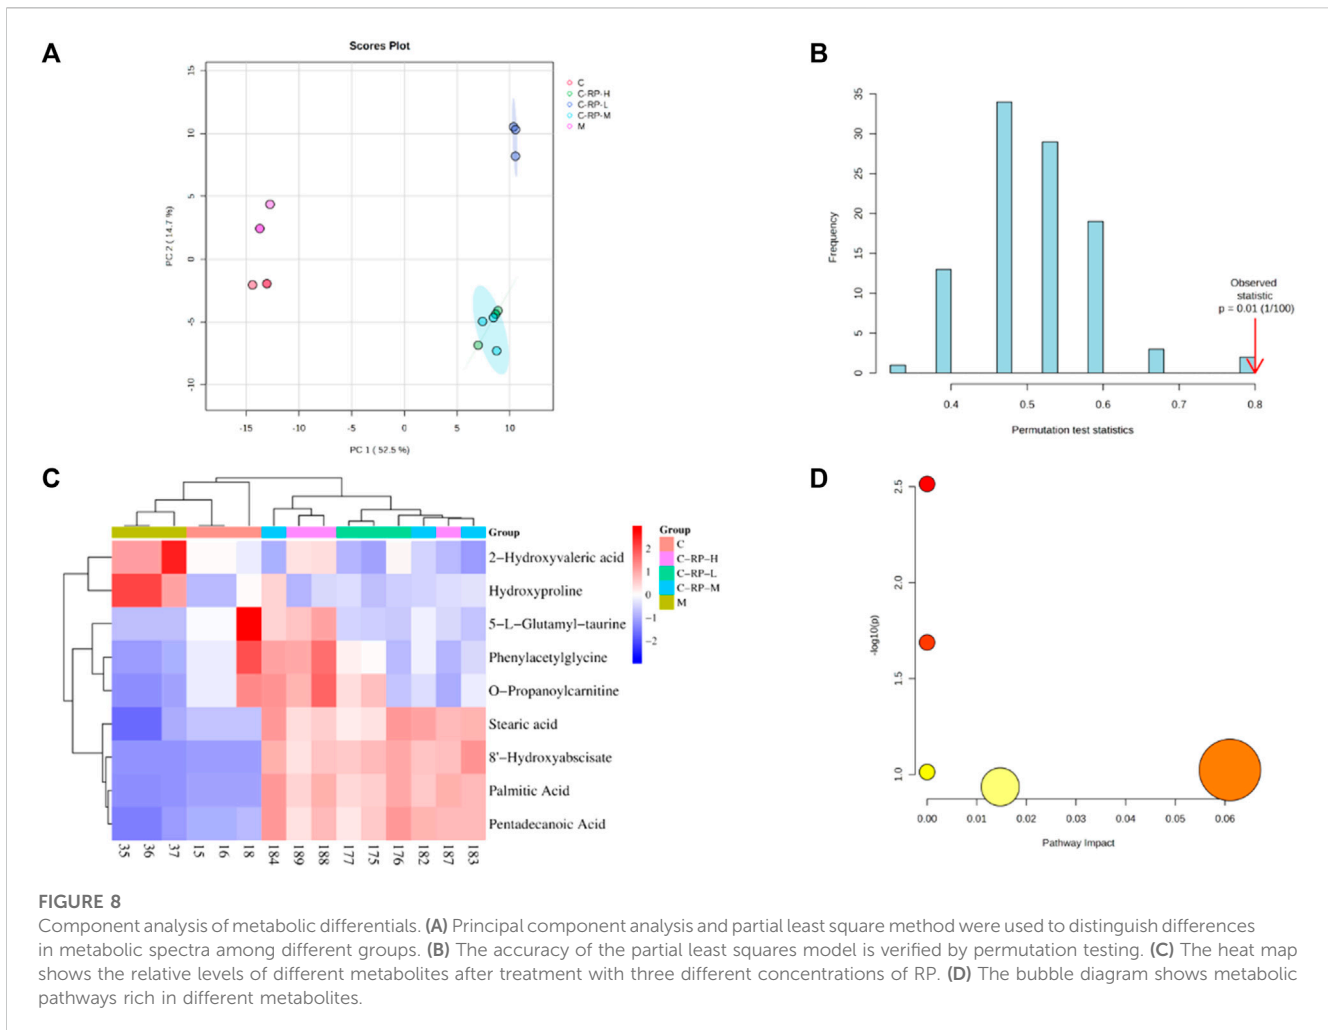 A
Scores Plot
C
C-RP-H
C-RP-L
C-RP-M
M
15
10
5
0
-5
-10
PC 2 ( 14.7 %)
-15
-10
-5
0
5
10
PC 1 ( 52.5 %)
B
35
30
25
20
15
10
5
0
Frequency
Observed
statistic
p = 0.01 (1/100)
0.4
0.5
0.6
0.7
0.8
Permutation test statistics
C
Group
2−Hydroxyvaleric acid
Hydroxyproline
5−L−Glutamyl−taurine
Phenylacetylglycine
O−Propanoylcarnitine
Stearic acid
8'−Hydroxyabscisate
Palmitic Acid
Pentadecanoic Acid
35
36
37
15
16
18
184
189
188
177
175
176
182
187
183
2
1
0
−1
−2
Group
C
C−RP−H
C−RP−L
C−RP−M
M
D
2.5
2.0
1.5
1.0
-log10(p)
0.00
0.01
0.02
0.03
0.04
0.05
0.06
Pathway Impact
FIGURE 8
Component analysis of metabolic differentials. (A) Principal component analysis and partial least square method were used to distinguish differences
in metabolic spectra among different groups. (B) The accuracy of the partial least squares model is verified by permutation testing. (C) The heat map
shows the relative levels of different metabolites after treatment with three different concentrations of RP. (D) The bubble diagram shows metabolic
pathways rich in different metabolites.